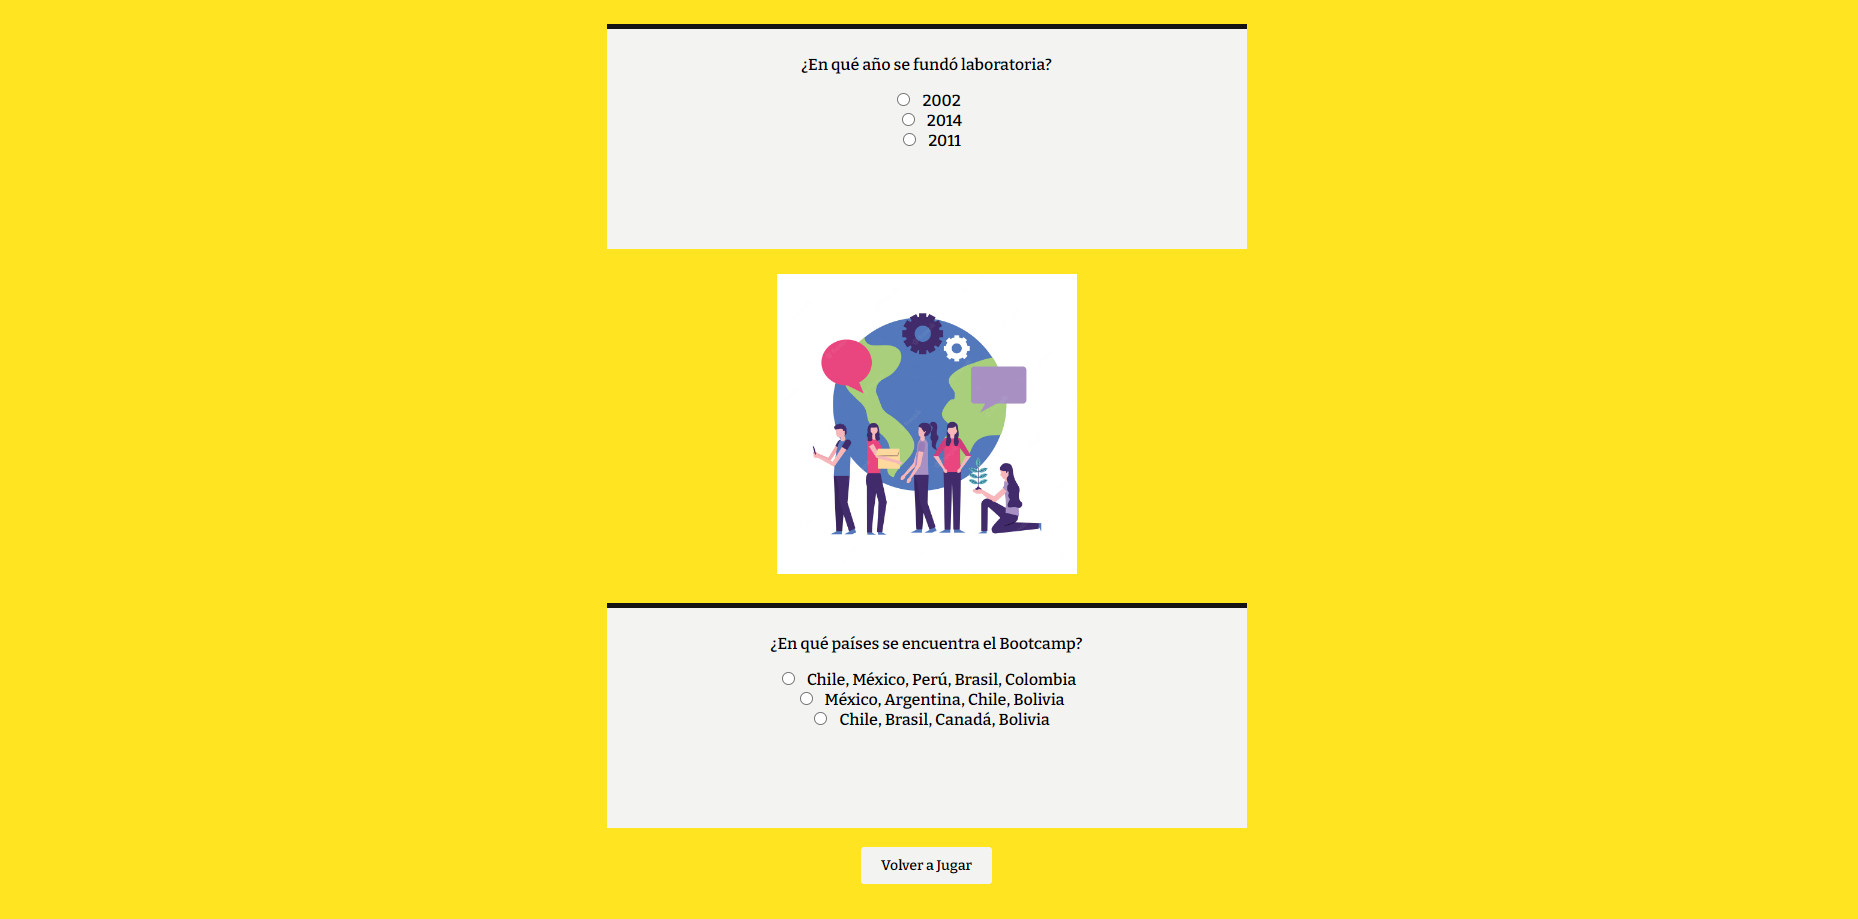 ¿En qué año se fundó laboratoria?
2002
2014
2011
¿En qué países se encuentra el Bootcamp?
Chile, México, Perú, Brasil, Colombia
México, Argentina, Chile, Bolivia
Chile, Brasil, Canadá, Bolivia
Volver a Jugar